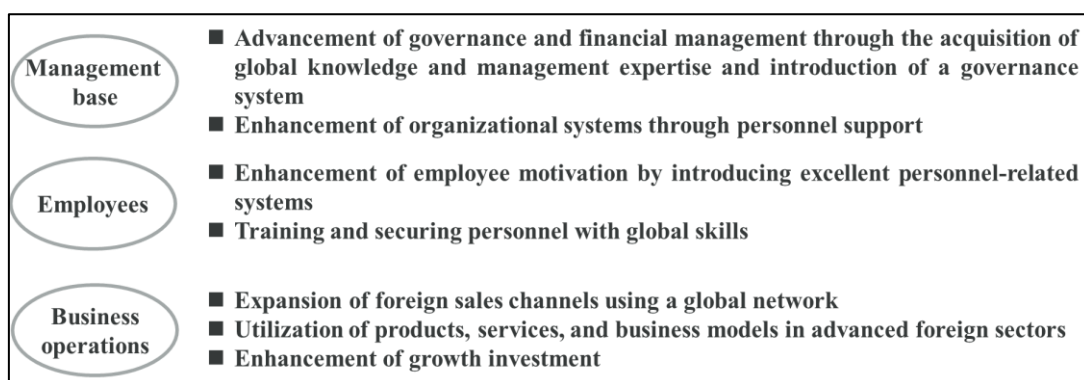 Management
base
■ Advancement of governance and financial management through the acquisition of
global knowledge and management expertise and introduction of a governance
system
■ Enhancement of organizational systems through personnel support
Employees
■ Enhancement of employee motivation by introducing excellent personnel-related
systems
■ Training and securing personnel with global skills
Business
operations
■ Expansion of foreign sales channels using a global network
■ Utilization of products, services, and business models in advanced foreign sectors
■ Enhancement of growth investment